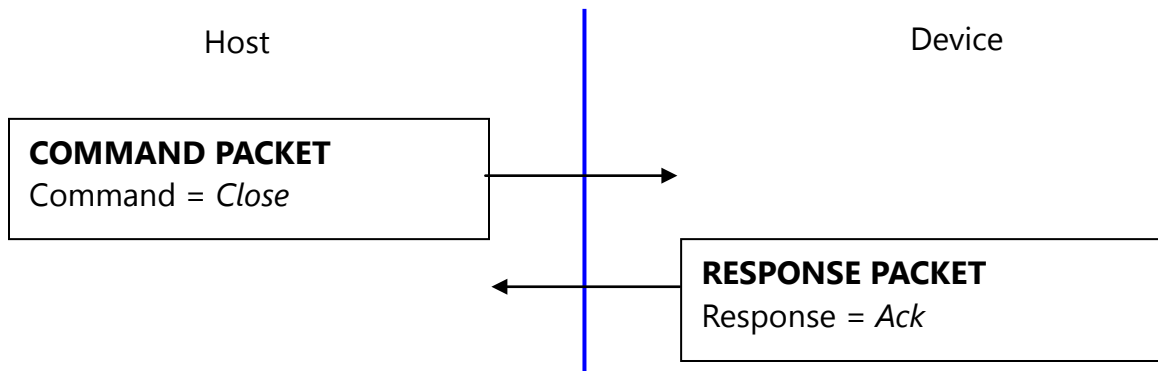 Host
Device
COMMAND PACKET
Command = Close
RESPONSE PACKET
Response = Ack